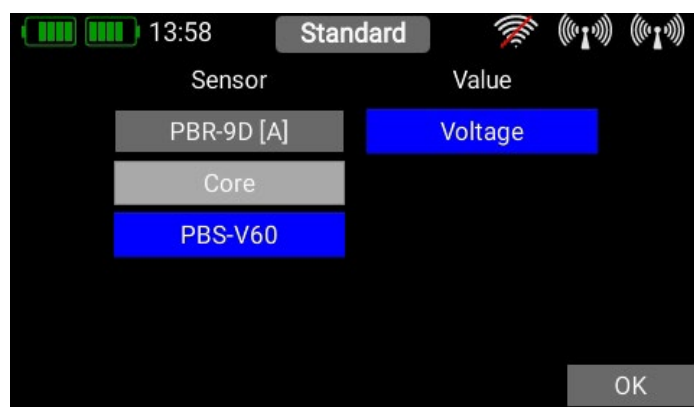 13:58 Standard
Sensor Value
PBR-9D [A] Voltage
Core
PBS-V60
OK